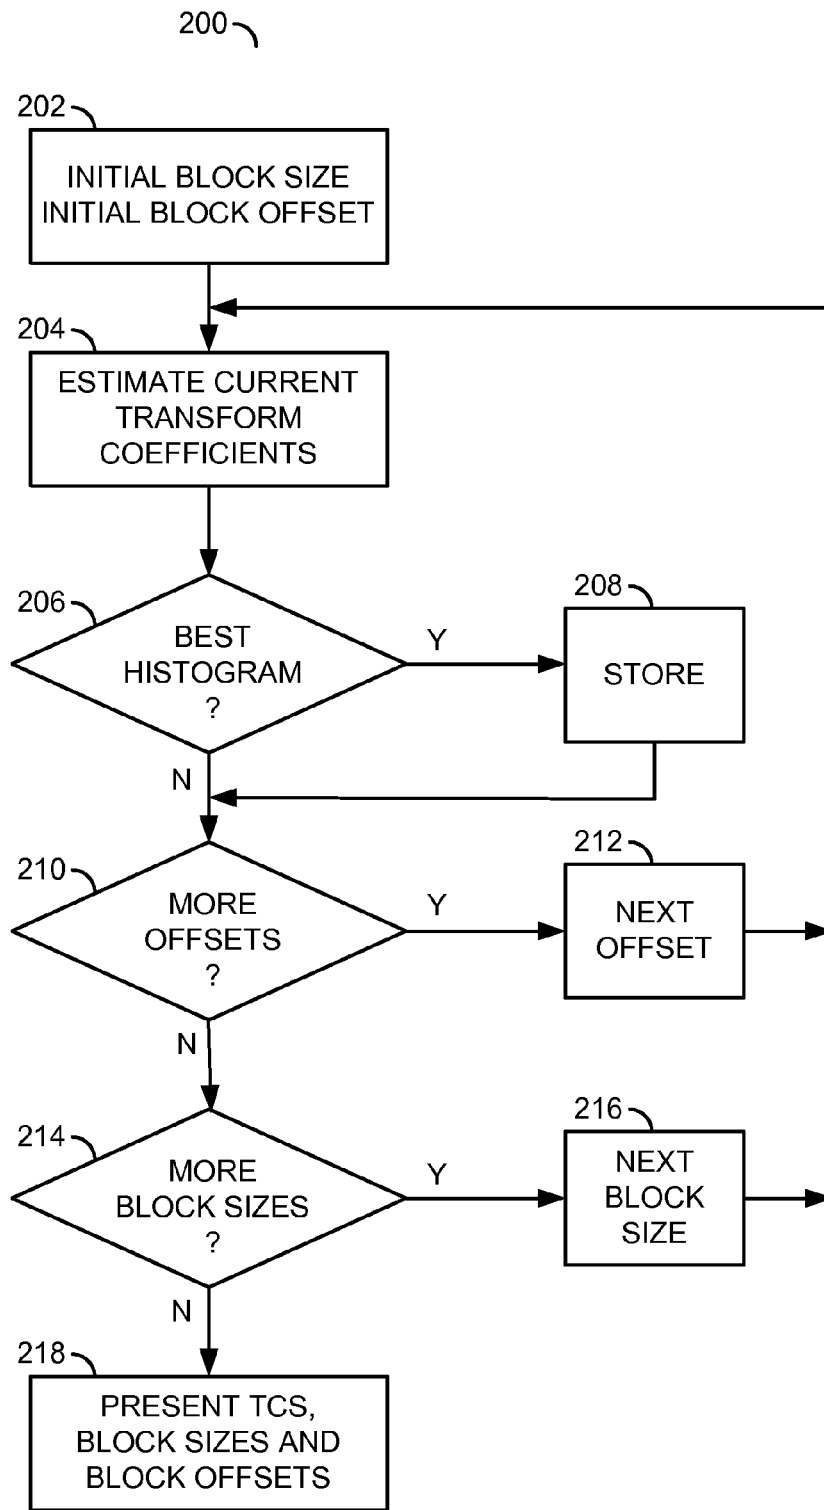 200
202
INITIAL BLOCK SIZE
INITIAL BLOCK OFFSET
204
ESTIMATE CURRENT
TRANSFORM
COEFFICIENTS
206
BEST
HISTOGRAM
?
Y
208
STORE
N
210
MORE
OFFSETS
?
Y
212
NEXT
OFFSET
N
214
MORE
BLOCK SIZES
?
Y
216
NEXT
BLOCK
SIZE
N
218
PRESENT TCS,
BLOCK SIZES AND
BLOCK OFFSETS